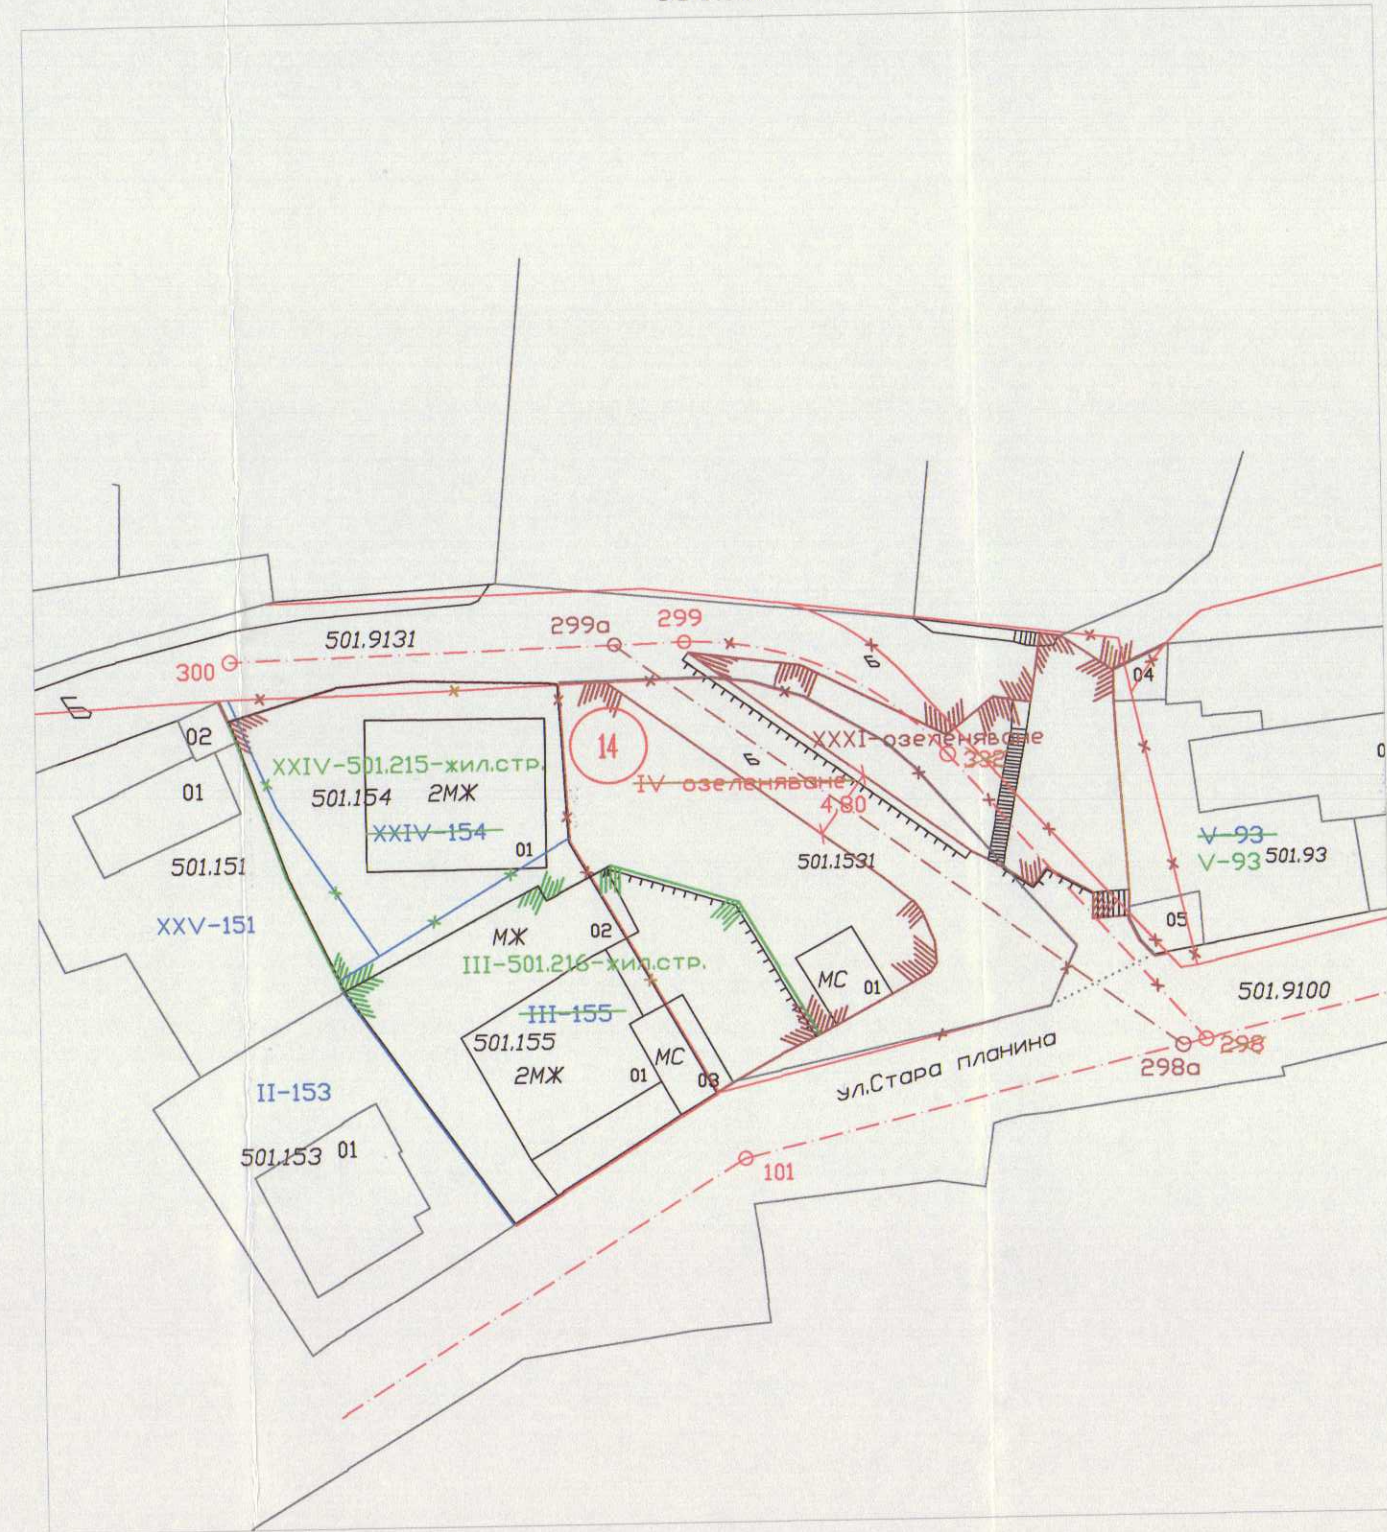 299а
299
501.9131
300
Б
04
02
14
XXXI-озеленяване
332
Б
XXIV-501.215-жил.стр.
IV озеленяване
01
501.154
2МЖ
4,80
XXIV-154
V-93
01
501.1531
V-93
501.93
501.151
05
XXV-151
02
МЖ
III-501.216-жил.стр.
МС
01
501.9100
III-155
501.155
298
МС
ул.Стара планина
298а
2МЖ
01
03
II-153
501.153
01
101